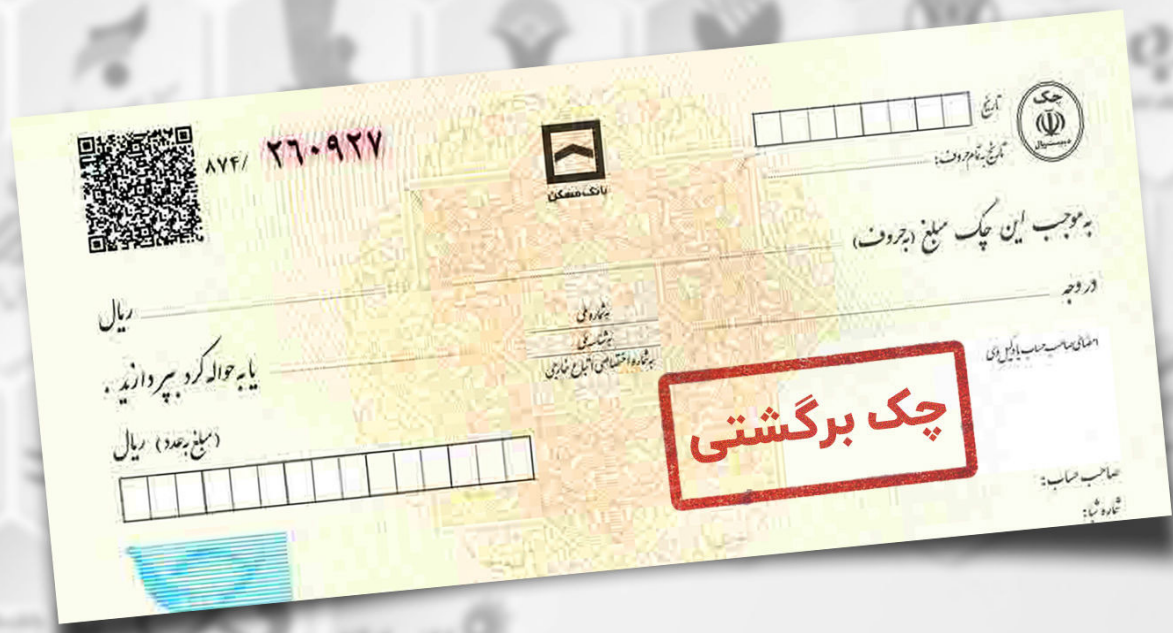 چک
دیجیتال
تاریخ
۸۷۴/ ۲۶۰۹۲۷
بانک مسکن
تاریخ به تمام حروف:
به موجب این چک مبلغ (به حروف)
ریال
در وجه
به شماره ملی
به شناسه ملی
به شماره اختصاصی اتباع خارجی
یا به حواله کرد بپردازید .
امضای صاحب حساب یا وکیل وی
(مبلغ به عدد) ریال
چک برگشتی
صاحب حساب:
شماره شبا: